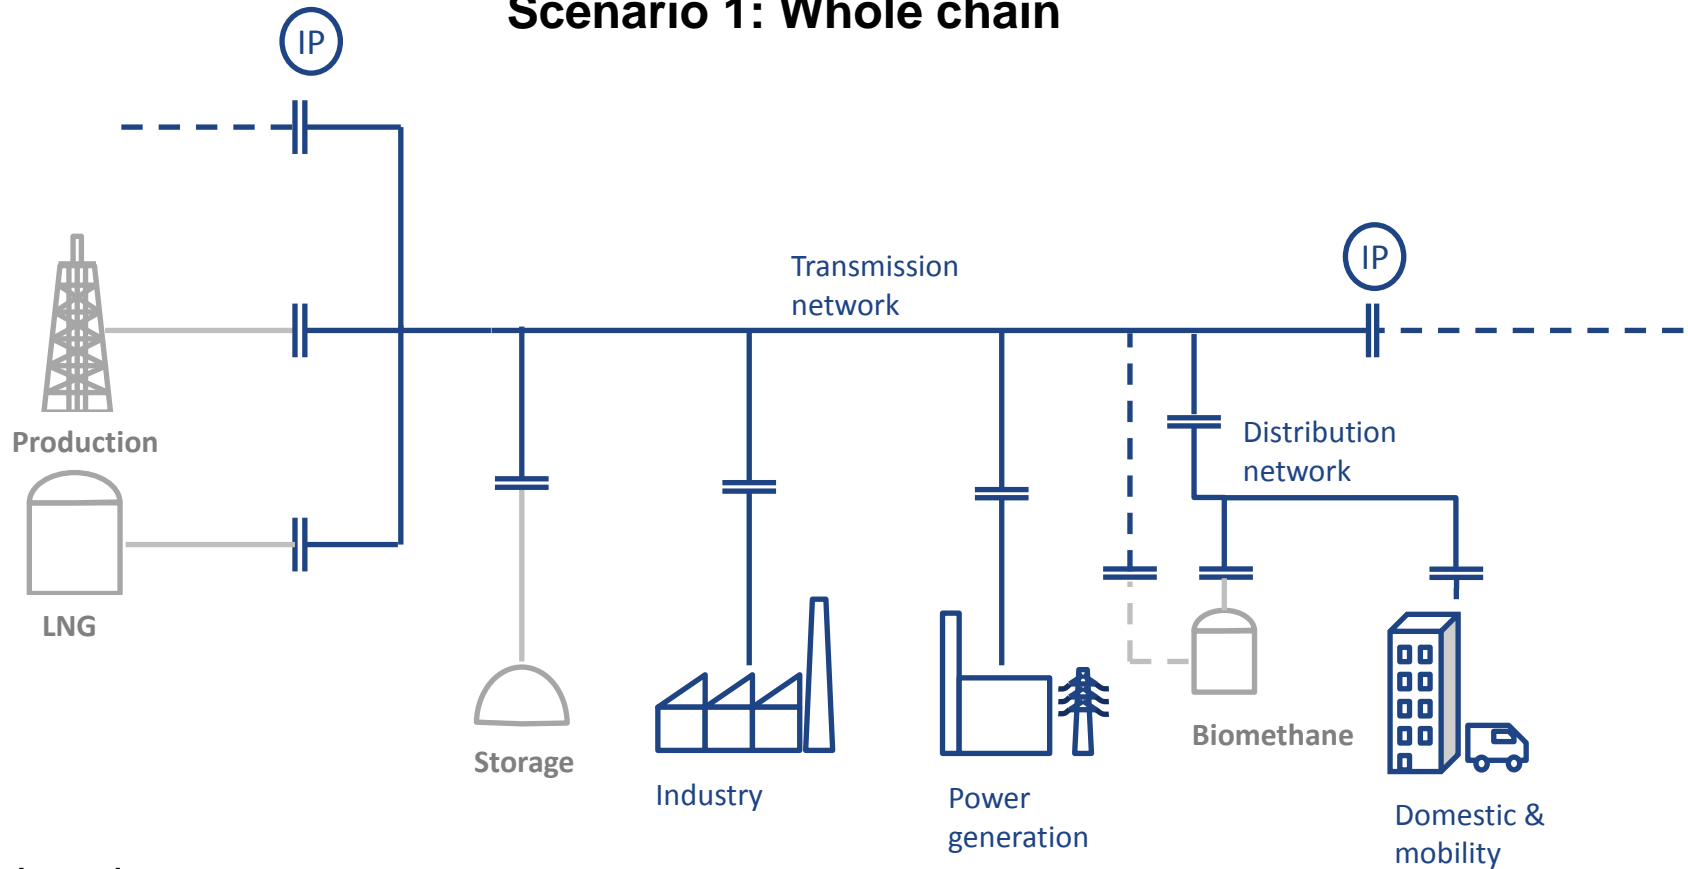 Scenario 1: Whole chain
IP
IP
Transmission
network
Production
Distribution
network
LNG
Biomethane
Storage
Industry
Power
generation
Domestic &
mobility